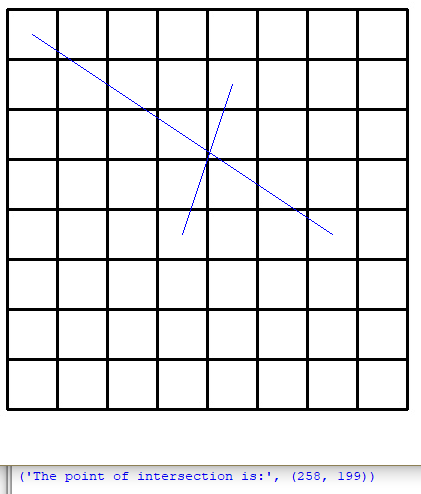 ('The point of intersection is:', (258, 199))